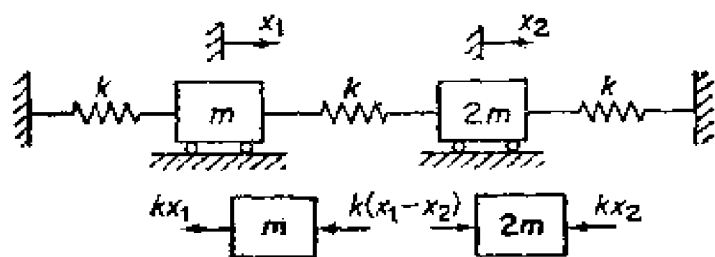 x₁ x₂
k m k 2m k
kx₁ m k(x₁-x₂) 2m kx₂